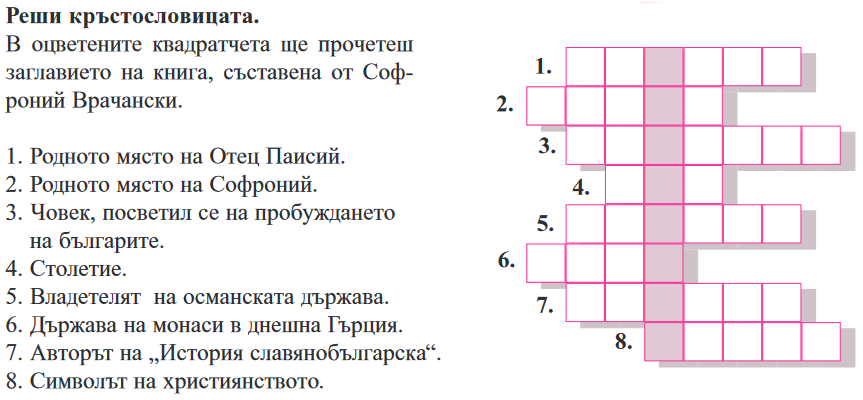 Реши кръстословицата.
В оцветените квадратчета ще прочетеш
заглавието на книга, съставена от Соф-
роний Врачански.
1. Родното място на Отец Паисий.
2. Родното място на Софроний.
3. Човек, посветил се на пробуждането
на българите.
4. Столетие.
5. Владетелят на османската държава.
6. Държава на монаси в днешна Гърция.
7. Авторът на „История славянобългарска“.
8. Символът на християнството.
1.
2.
3.
4.
5.
6.
7.
8.